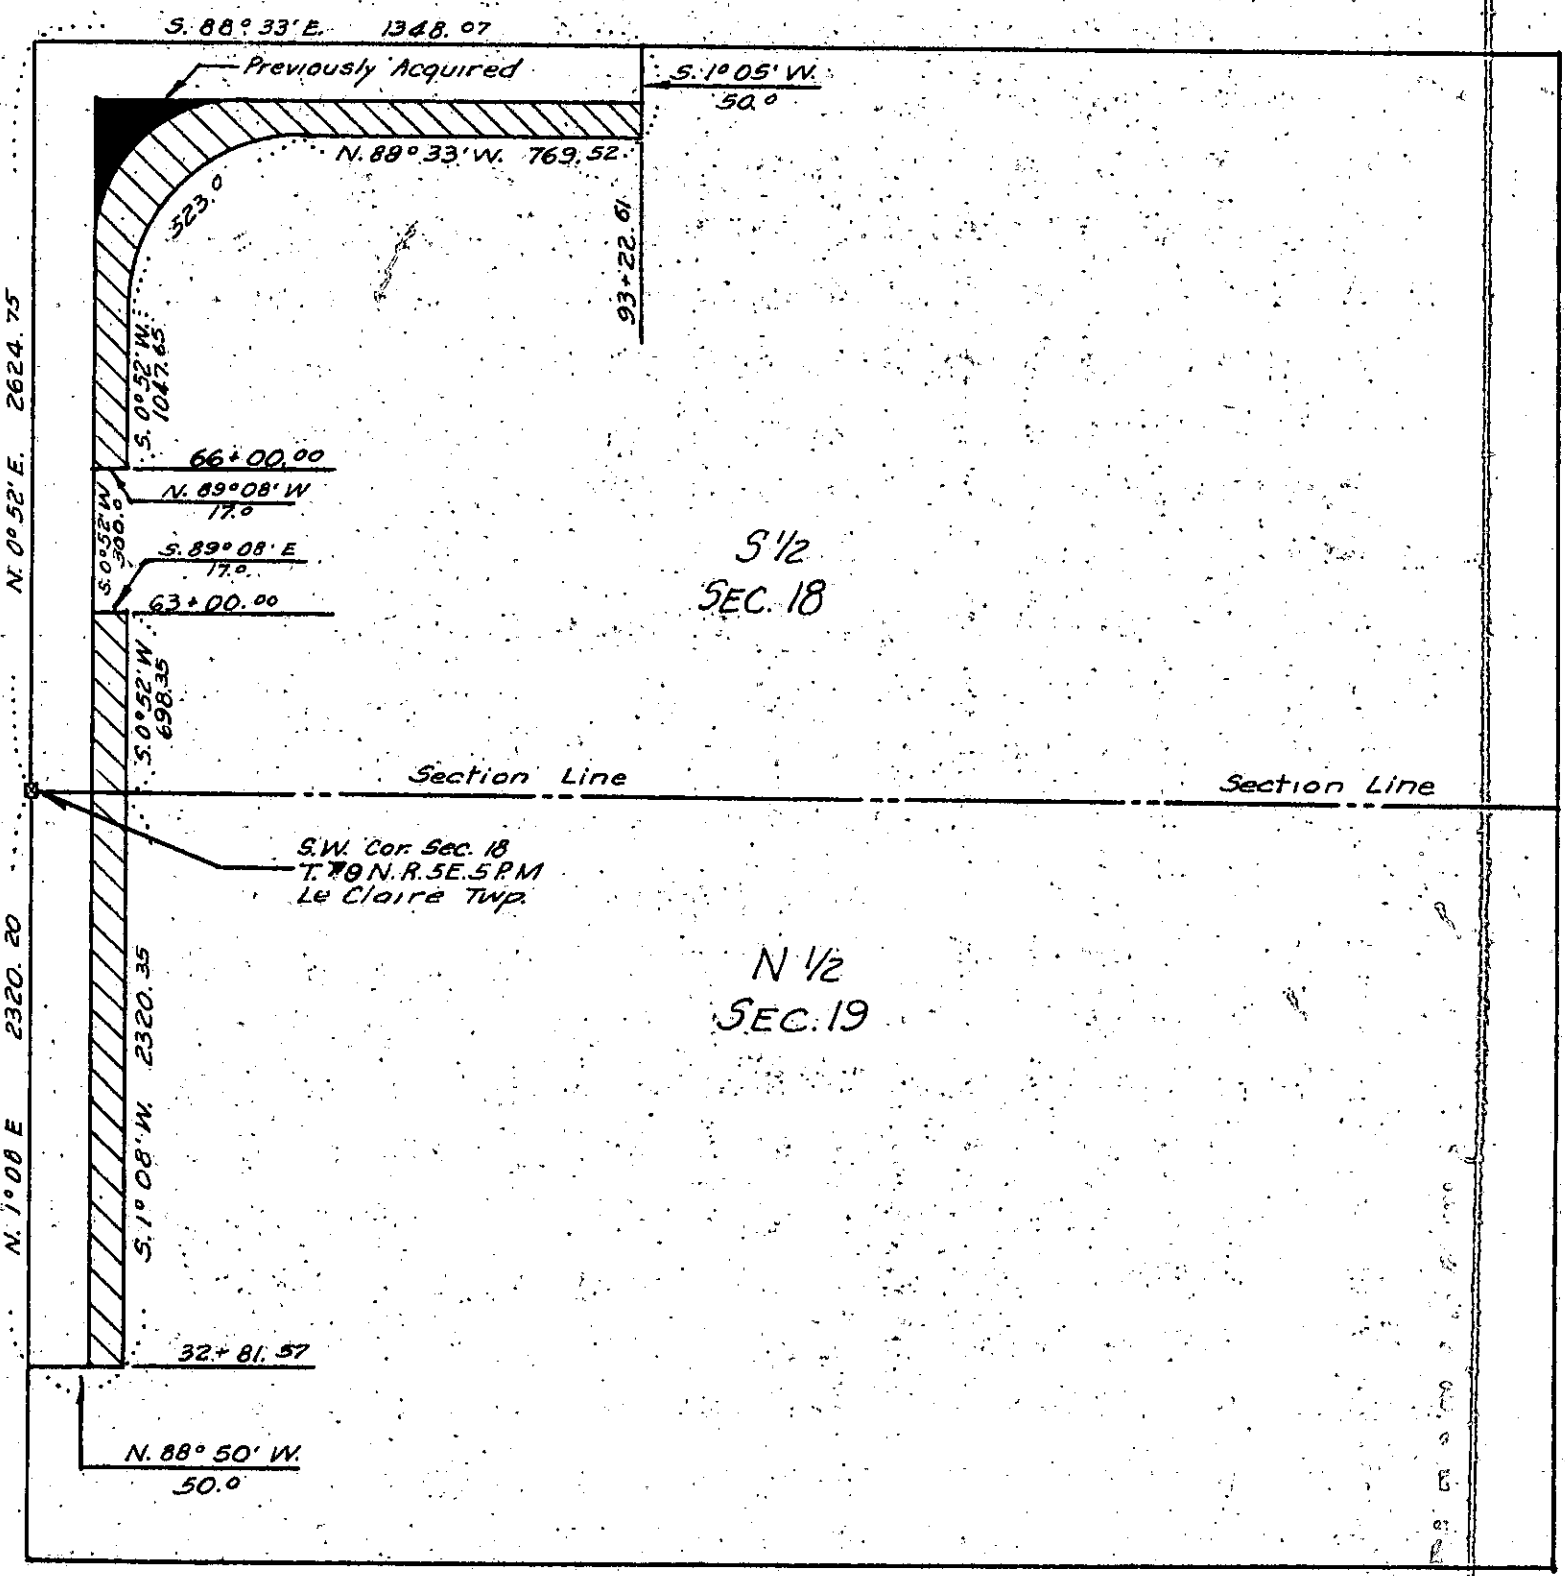 S. 88° 33' E. 1348.07
Previously Acquired
S. 1° 05' W.
50.0
N. 88° 33' W. 769.52
523.0
93+22.61
N. 0° 52' E. 2624.75
S. 0° 52' W.
1047.65
66+00.00
N. 89° 08' W
17.0
S. 0° 52' W
300.0
S. 89° 08' E
17.0
63+00.00
S 1/2
SEC. 18
S. 0° 52' W
698.35
Section Line
Section Line
S.W. Cor. Sec. 18
N. R. 5E. 5 P.M
Le Claire Twp.
N. 1° 08' E 2320.20
S. 1° 08' W. 2320.35
N 1/2
SEC. 19
32+81.57
N. 88° 50' W.
50.0